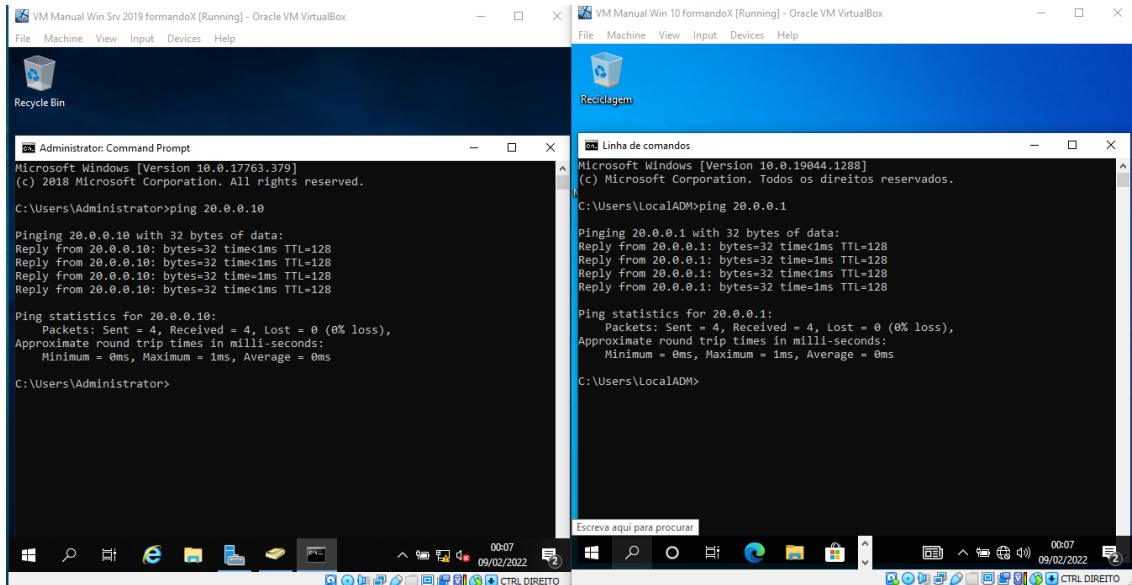 VM Manual Win Srv 2019 formandoX [Running] - Oracle VM VirtualBox
File Machine View Input Devices Help
Recycle Bin
Administrator: Command Prompt
Microsoft Windows [Version 10.0.17763.379]
(c) 2018 Microsoft Corporation. All rights reserved.
C:\Users\Administrator>ping 20.0.0.10
Pinging 20.0.0.10 with 32 bytes of data:
Reply from 20.0.0.10: bytes=32 time<1ms TTL=128
Reply from 20.0.0.10: bytes=32 time<1ms TTL=128
Reply from 20.0.0.10: bytes=32 time=1ms TTL=128
Reply from 20.0.0.10: bytes=32 time<1ms TTL=128
Ping statistics for 20.0.0.10:
Packets: Sent = 4, Received = 4, Lost = 0 (0% loss),
Approximate round trip times in milli-seconds:
Minimum = 0ms, Maximum = 1ms, Average = 0ms
C:\Users\Administrator>
00:07
09/02/2022
2
CTRL DIREITO
VM Manual Win 10 formandoX [Running] - Oracle VM VirtualBox
File Machine View Input Devices Help
Reciclagem
Linha de comandos
Microsoft Windows [Version 10.0.19044.1288]
(c) Microsoft Corporation. Todos os direitos reservados.
C:\Users\LocalADM>ping 20.0.0.1
Pinging 20.0.0.1 with 32 bytes of data:
Reply from 20.0.0.1: bytes=32 time<1ms TTL=128
Reply from 20.0.0.1: bytes=32 time<1ms TTL=128
Reply from 20.0.0.1: bytes=32 time<1ms TTL=128
Reply from 20.0.0.1: bytes=32 time=1ms TTL=128
Ping statistics for 20.0.0.1:
Packets: Sent = 4, Received = 4, Lost = 0 (0% loss),
Approximate round trip times in milli-seconds:
Minimum = 0ms, Maximum = 1ms, Average = 0ms
C:\Users\LocalADM>
Escreva aqui para procurar
00:07
09/02/2022
2
CTRL DIREITO